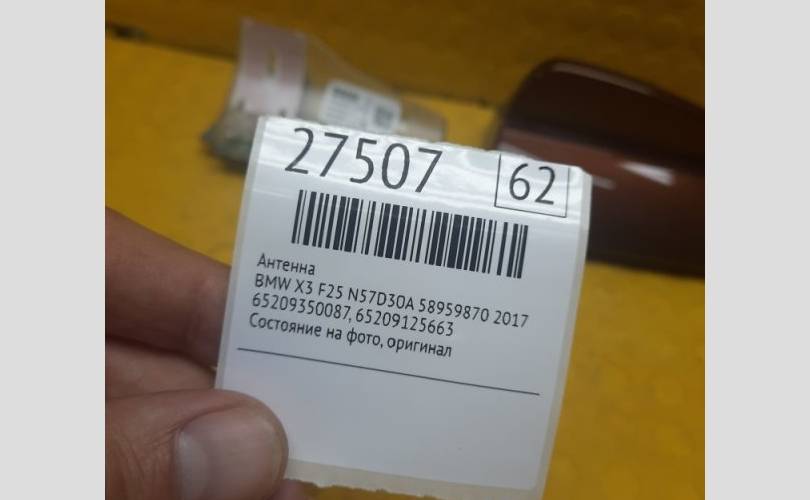 27507 62
Антенна
BMW X3 F25 N57D30A 58959870 2017
65209350087, 65209125663
Состояние на фото, оригинал